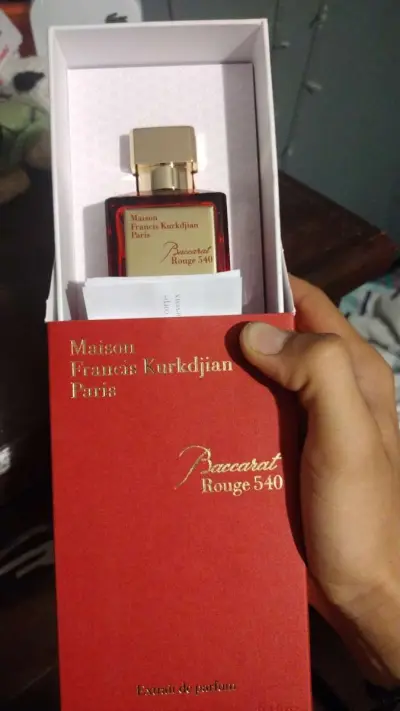 Maison
Francis Kurkdjian
Paris
Baccarat
Rouge 540
Maison
Francis Kurkdjian
Paris
Baccarat
Rouge 540
Extrait de parfum